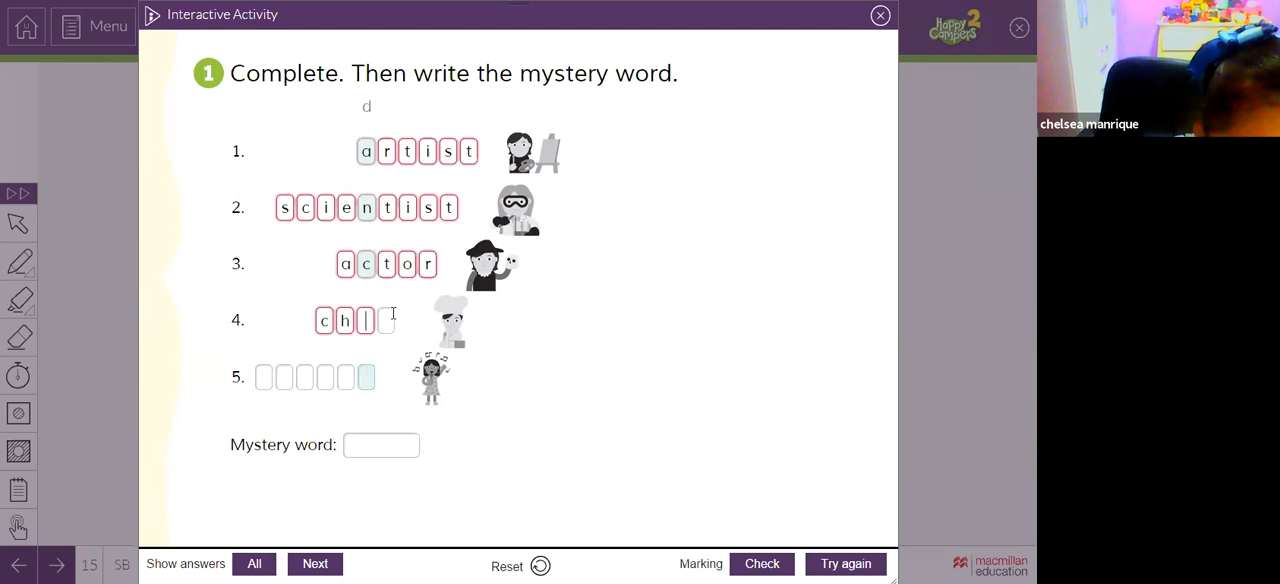 Menu
Interactive Activity
Happy Campers 2
chelsea manrique
1 Complete. Then write the mystery word.
d
1. artist
2. scientist
3. actor
4. ch
5.
Mystery word:
15 SB
Show answers All Next Reset Marking Check Try again
macmillan
education